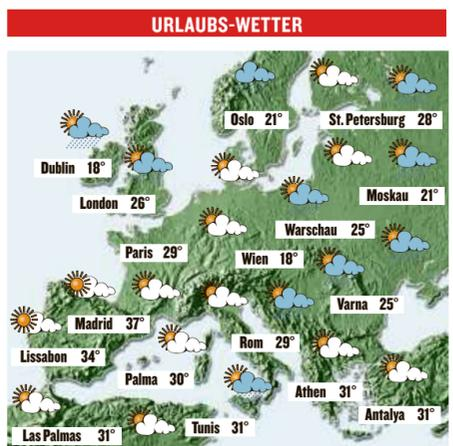 URLAUBS-WETTER
Oslo 21°
St. Petersburg 28°
Dublin 18°
London 26°
Moskau 21°
Warschau 25°
Paris 29°
Wien 18°
Varna 25°
Madrid 37°
Lissabon 34°
Rom 29°
Palma 30°
Athen 31°
Las Palmas 31°
Tunis 31°
Antalya 31°